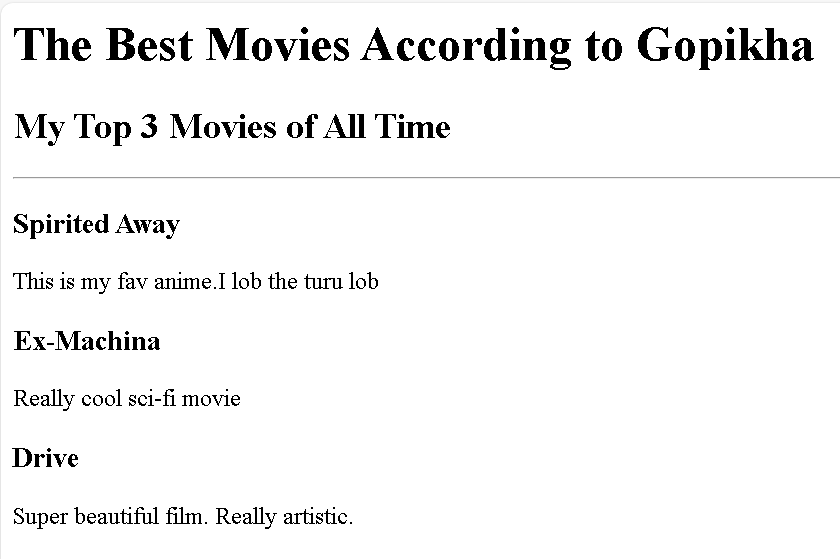 The Best Movies According to Gopikha
My Top 3 Movies of All Time
Spirited Away
This is my fav anime.I lob the turu lob
Ex-Machina
Really cool sci-fi movie
Drive
Super beautiful film. Really artistic.